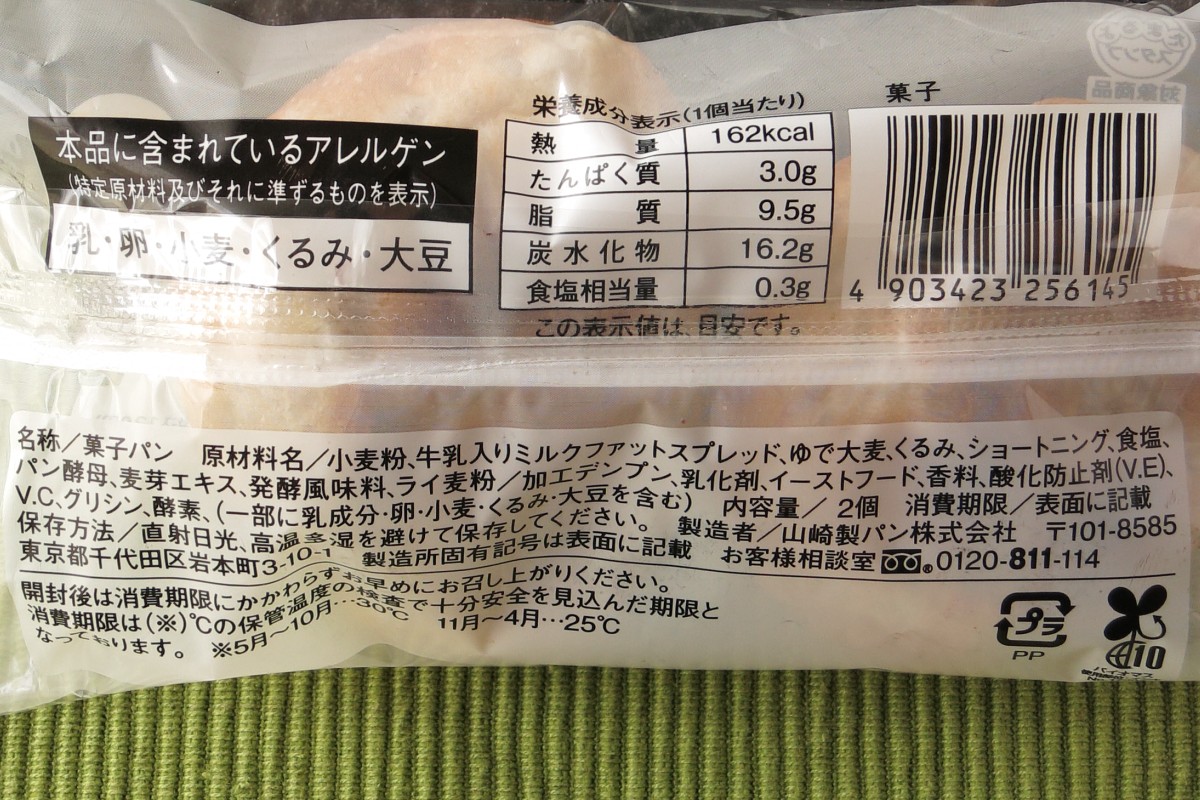 たまるよ
スタンプ
対象商品
本品に含まれているアレルゲン
(特定原材料及びそれに準ずるものを表示)
乳・卵・小麦・くるみ・大豆
栄養成分表示(1個当たり)
熱量 162kcal
たんぱく質 3.0g
脂質 9.5g
炭水化物 16.2g
食塩相当量 0.3g
この表示値は、目安です。
菓子
4 903423 256145
名称/菓子パン 原材料名/小麦粉、牛乳入りミルクファットスプレッド、ゆで大麦、くるみ、ショートニング、食塩、
パン酵母、麦芽エキス、発酵風味料、ライ麦粉/加工デンプン、乳化剤、イーストフード、香料、酸化防止剤(V.E)、
V.C、グリシン、酵素、(一部に乳成分・卵・小麦・くるみ・大豆を含む) 内容量/2個 消費期限/表面に記載
保存方法/直射日光、高温多湿を避けて保存してください。 製造者/山崎製パン株式会社 〒101-8585
東京都千代田区岩本町3-10-1 製造所固有記号は表面に記載 お客様相談室 0120-811-114
開封後は消費期限にかかわらずお早めにお召し上がりください。
消費期限は(※)℃の保管温度の検査で十分安全を見込んだ期限と
なっております。 ※5月〜10月…30℃ 11月〜4月…25℃
プラ
PP
10